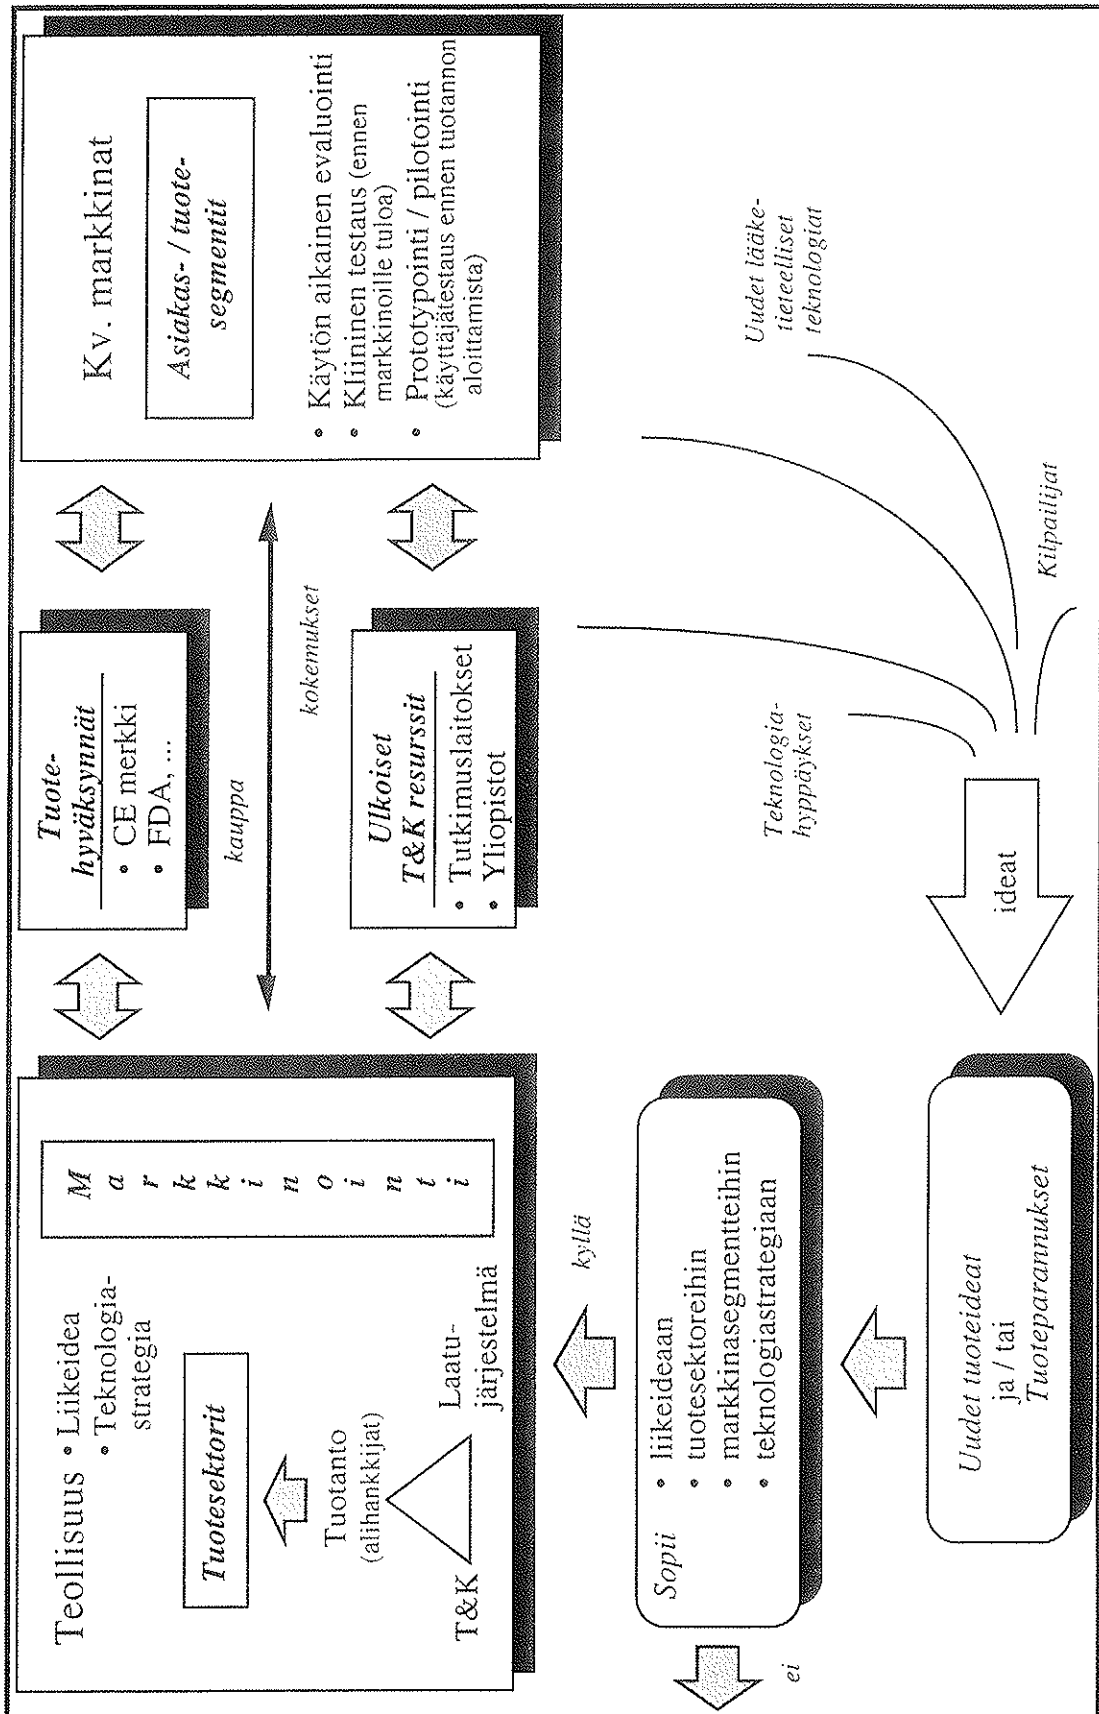 Teollisuus
• Liikeidea
• Teknologia-
strategia
Tuotesektorit
Tuotanto
(alihankkijat)
T&K
Laatu-
järjestelmä
M
a
r
k
k
i
n
o
i
n
t
i
Tuote-
hyväksynnät
• CE merkki
• FDA, ...
kauppa
kokemukset
Ulkoiset
T&K resurssit
• Tutkimuslaitokset
• Yliopistot
Kv. markkinat
Asiakas- / tuote-
segmentit
• Käytön aikainen evaluointi
• Kliininen testaus (ennen
markkinoille tuloa)
• Prototypointi / pilotointi
(käyttäjätestaus ennen tuotannon
aloittamista)
kyllä
Sopii
• liikeideaan
• tuotesektoreihin
• markkinasegmentteihin
• teknologiastrategiaan
ei
Uudet tuoteideat
ja / tai
Tuoteparannukset
ideat
Teknologia-
hyppäykset
Uudet lääke-
tieteelliset
teknologiat
Kilpailijat